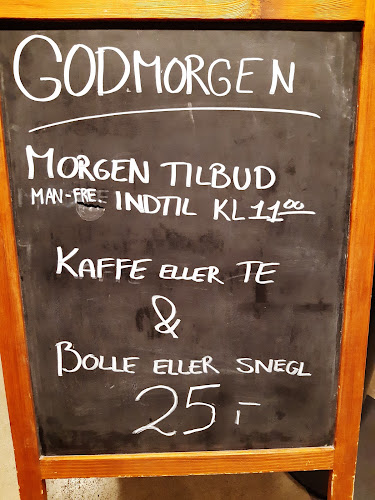 GODMORGEN
MORGEN TILBUD
MAN-FRE. INDTIL KL 11⁰⁰
KAFFE ELLER TE
&
BOLLE ELLER SNEGL
25,-